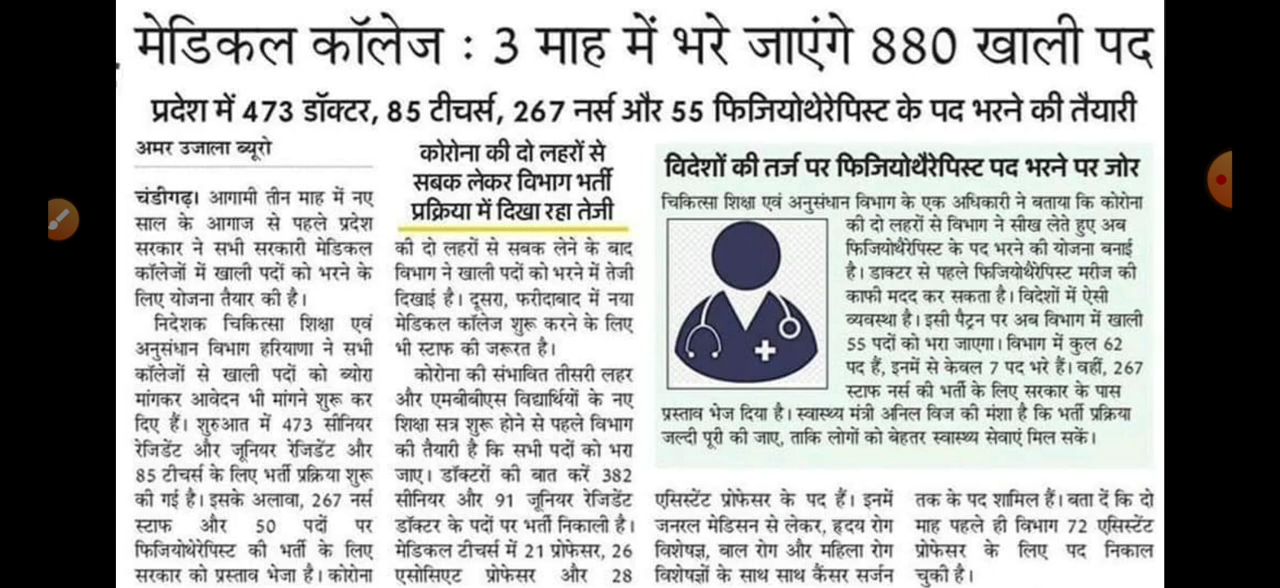 मेडिकल कॉलेज : 3 माह में भरे जाएंगे 880 खाली पद
प्रदेश में 473 डॉक्टर, 85 टीचर्स, 267 नर्स और 55 फिजियोथेरेपिस्ट के पद भरने की तैयारी
अमर उजाला ब्यूरो
चंडीगढ़। आगामी तीन माह में नए
साल के आगाज से पहले प्रदेश
सरकार ने सभी सरकारी मेडिकल
कॉलेजों में खाली पदों को भरने के
लिए योजना तैयार की है।
निदेशक चिकित्सा शिक्षा एवं
अनुसंधान विभाग हरियाणा ने सभी
कॉलेजों से खाली पदों को ब्योरा
मांगकर आवेदन भी मांगने शुरू कर
दिए हैं। शुरुआत में 473 सीनियर
रेजिडेंट और जूनियर रेजिडेंट और
85 टीचर्स के लिए भर्ती प्रक्रिया शुरू
की गई है। इसके अलावा, 267 नर्स
स्टाफ और 50 पदों पर
फिजियोथेरेपिस्ट की भर्ती के लिए
सरकार को प्रस्ताव भेजा है। कोरोना
कोरोना की दो लहरों से
सबक लेकर विभाग भर्ती
प्रक्रिया में दिखा रहा तेजी
की दो लहरों से सबक लेने के बाद
विभाग ने खाली पदों को भरने में तेजी
दिखाई है। दूसरा, फरीदाबाद में नया
मेडिकल कॉलेज शुरू करने के लिए
भी स्टाफ की जरूरत है।
कोरोना की संभावित तीसरी लहर
और एमबीबीएस विद्यार्थियों के नए
शिक्षा सत्र शुरू होने से पहले विभाग
की तैयारी है कि सभी पदों को भरा
जाए। डॉक्टरों की बात करें 382
सीनियर और 91 जूनियर रेजिडेंट
डॉक्टर के पदों पर भर्ती निकाली है।
मेडिकल टीचर्स में 21 प्रोफेसर, 26
एसोसिएट प्रोफेसर और 28
विदेशों की तर्ज पर फिजियोथैरेपिस्ट पद भरने पर जोर
चिकित्सा शिक्षा एवं अनुसंधान विभाग के एक अधिकारी ने बताया कि कोरोना
की दो लहरों से विभाग ने सीख लेते हुए अब
फिजियोथैरेपिस्ट के पद भरने की योजना बनाई
है। डाक्टर से पहले फिजियोथैरेपिस्ट मरीज की
काफी मदद कर सकता है। विदेशों में ऐसी
व्यवस्था है। इसी पैट्रन पर अब विभाग में खाली
55 पदों को भरा जाएगा। विभाग में कुल 62
पद हैं, इनमें से केवल 7 पद भरे हैं। वहीं, 267
स्टाफ नर्स की भर्ती के लिए सरकार के पास
प्रस्ताव भेज दिया है। स्वास्थ्य मंत्री अनिल विज की मंशा है कि भर्ती प्रक्रिया
जल्दी पूरी की जाए, ताकि लोगों को बेहतर स्वास्थ्य सेवाएं मिल सकें।
एसिस्टेंट प्रोफेसर के पद हैं। इनमें
जनरल मेडिसन से लेकर, हृदय रोग
विशेषज्ञ, बाल रोग और महिला रोग
विशेषज्ञों के साथ साथ कैंसर सर्जन
तक के पद शामिल हैं। बता दें कि दो
माह पहले ही विभाग 72 एसिस्टेंट
प्रोफेसर के लिए पद निकाल
चुकी है।